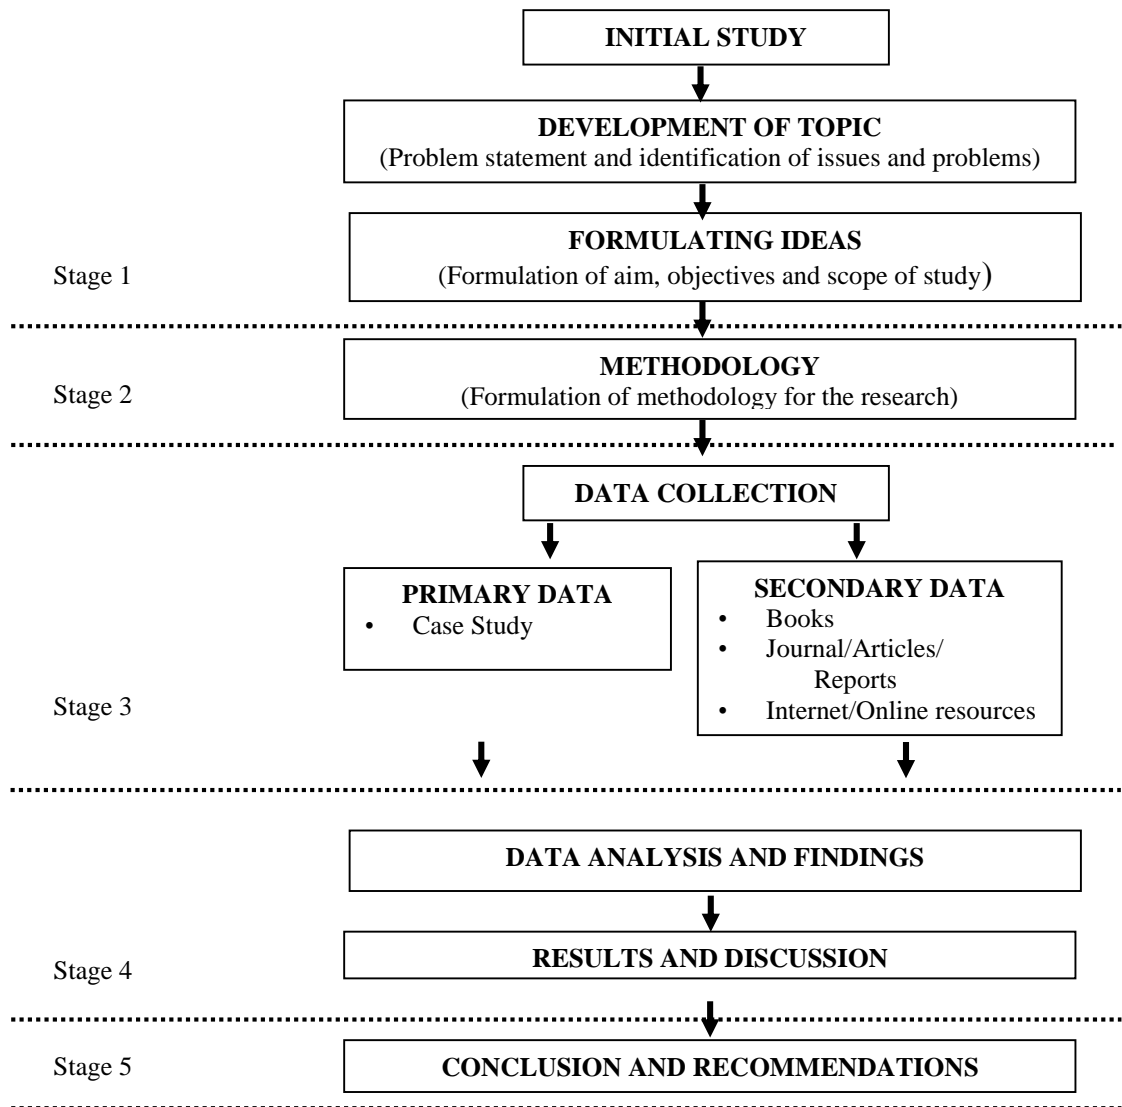 INITIAL STUDY
DEVELOPMENT OF TOPIC
(Problem statement and identification of issues and problems)
FORMULATING IDEAS
(Formulation of aim, objectives and scope of study)
Stage 1
METHODOLOGY
(Formulation of methodology for the research)
Stage 2
DATA COLLECTION
PRIMARY DATA
• Case Study
SECONDARY DATA
• Books
• Journal/Articles/
Reports
• Internet/Online resources
Stage 3
DATA ANALYSIS AND FINDINGS
RESULTS AND DISCUSSION
Stage 4
CONCLUSION AND RECOMMENDATIONS
Stage 5